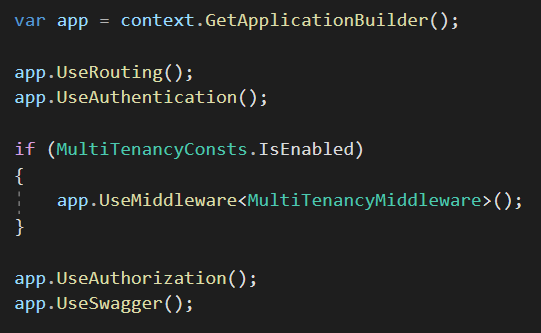 var app = context.GetApplicationBuilder();
app.UseRouting();
app.UseAuthentication();
if (MultiTenancyConsts.IsEnabled)
{
app.UseMiddleware<MultiTenancyMiddleware>();
}
app.UseAuthorization();
app.UseSwagger();